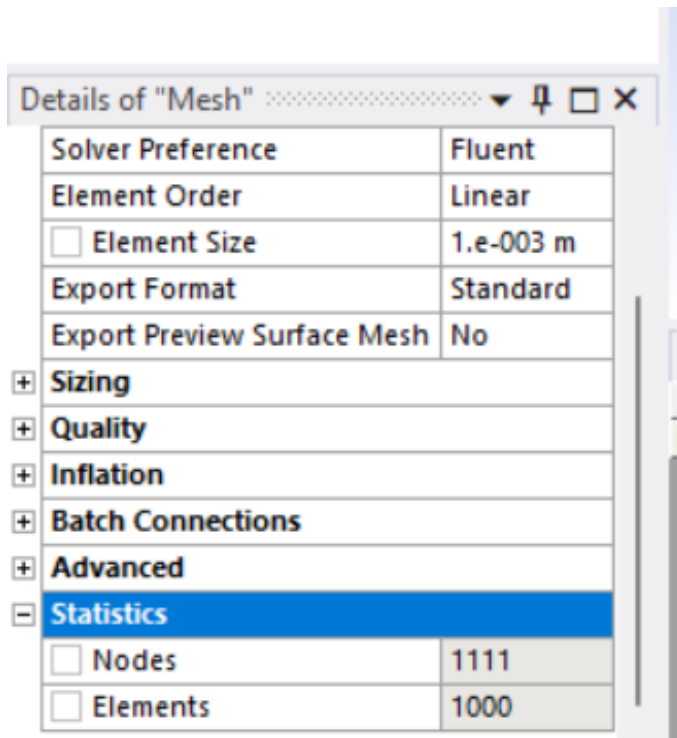 Details of "Mesh"
Solver Preference Fluent
Element Order Linear
Element Size 1.e-003 m
Export Format Standard
Export Preview Surface Mesh No
Sizing
Quality
Inflation
Batch Connections
Advanced
Statistics
Nodes 1111
Elements 1000